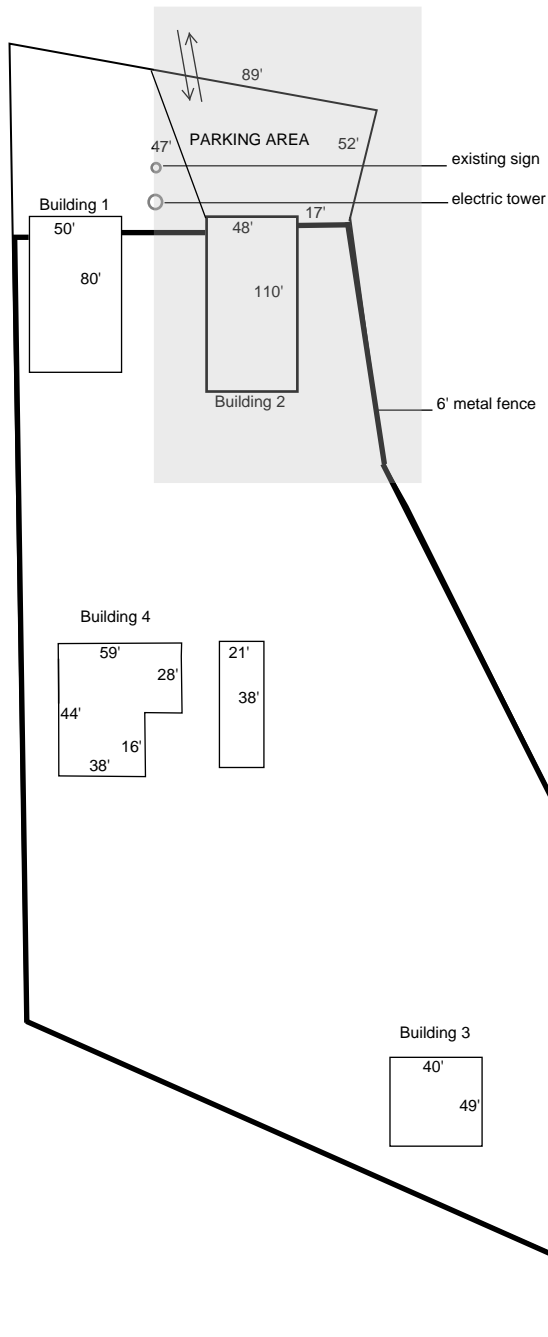 89'
PARKING AREA
47'
52'
existing sign
electric tower
Building 1
50'
48'
17'
80'
110'
Building 2
6' metal fence
Building 4
59'
28'
44'
16'
38'
21'
38'
Building 3
40'
49'